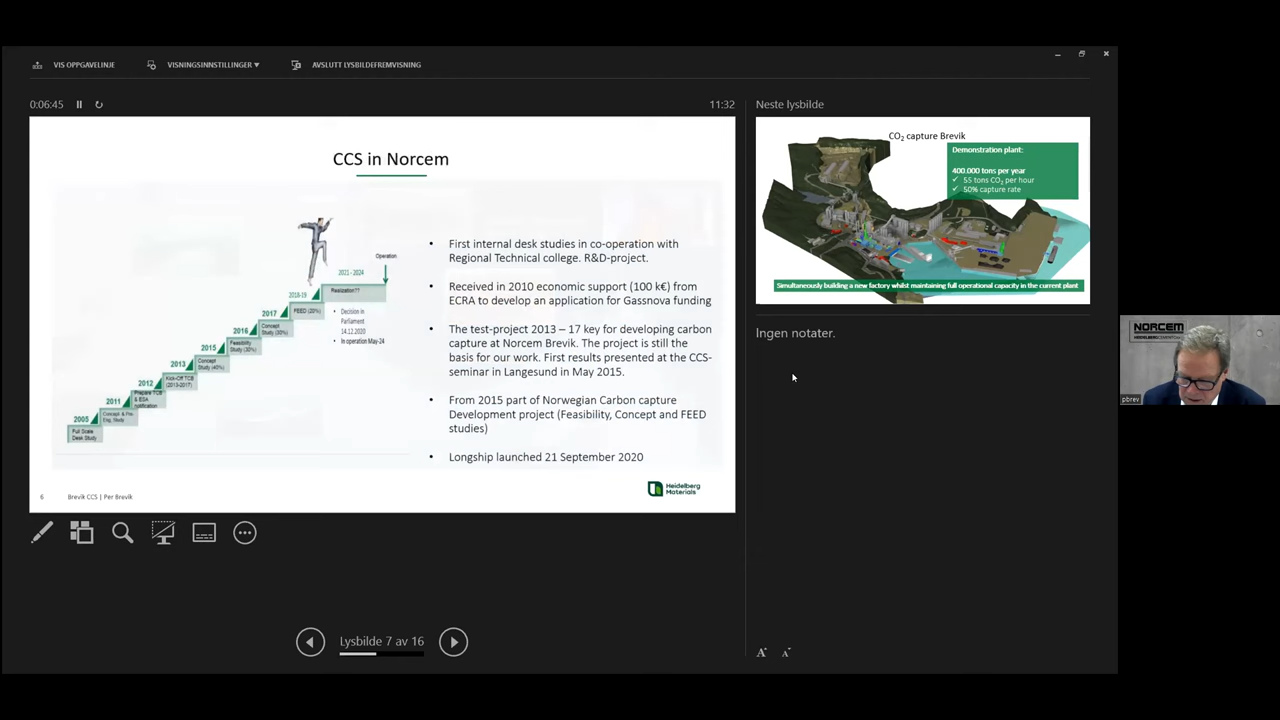 VIS OPPGAVELINJE
VISNINGSINNSTILLINGER ▼
AVSLUTT LYSBILDEFREMVISNING
0:06:45
11:32
CCS in Norcem
2005
Full Scale
Desk Study
2011
Concept & Pre
Eng. Study
2012
Prepare TCB
& ESA
notification
2013
Kick-Off TCB
(2013-2017)
2015
Concept
Study (40%)
2016
Feasibility
Study (30%)
2017
Concept
Study (30%)
2018-19
FEED (20%)
2021 - 2024
Realization??
Operation
• Decision in
Parliament
14.12.2020
• In operation May-24
• First internal desk studies in co-operation with
Regional Technical college. R&D-project.
• Received in 2010 economic support (100 k€) from
ECRA to develop an application for Gassnova funding
• The test-project 2013 – 17 key for developing carbon
capture at Norcem Brevik. The project is still the
basis for our work. First results presented at the CCS-
seminar in Langesund in May 2015.
• From 2015 part of Norwegian Carbon capture
Development project (Feasibility, Concept and FEED
studies)
• Longship launched 21 September 2020
6
Brevik CCS | Per Brevik
Heidelberg
Materials
Lysbilde 7 av 16
Neste lysbilde
CO₂ capture Brevik
Demonstration plant:
400.000 tons per year
✓ 55 tons CO₂ per hour
✓ 50% capture rate
Simultaneously building a new factory whilst maintaining full operational capacity in the current plant
Ingen notater.
A
A
NORCEM
HEIDELBERGCEMENT
pbrev